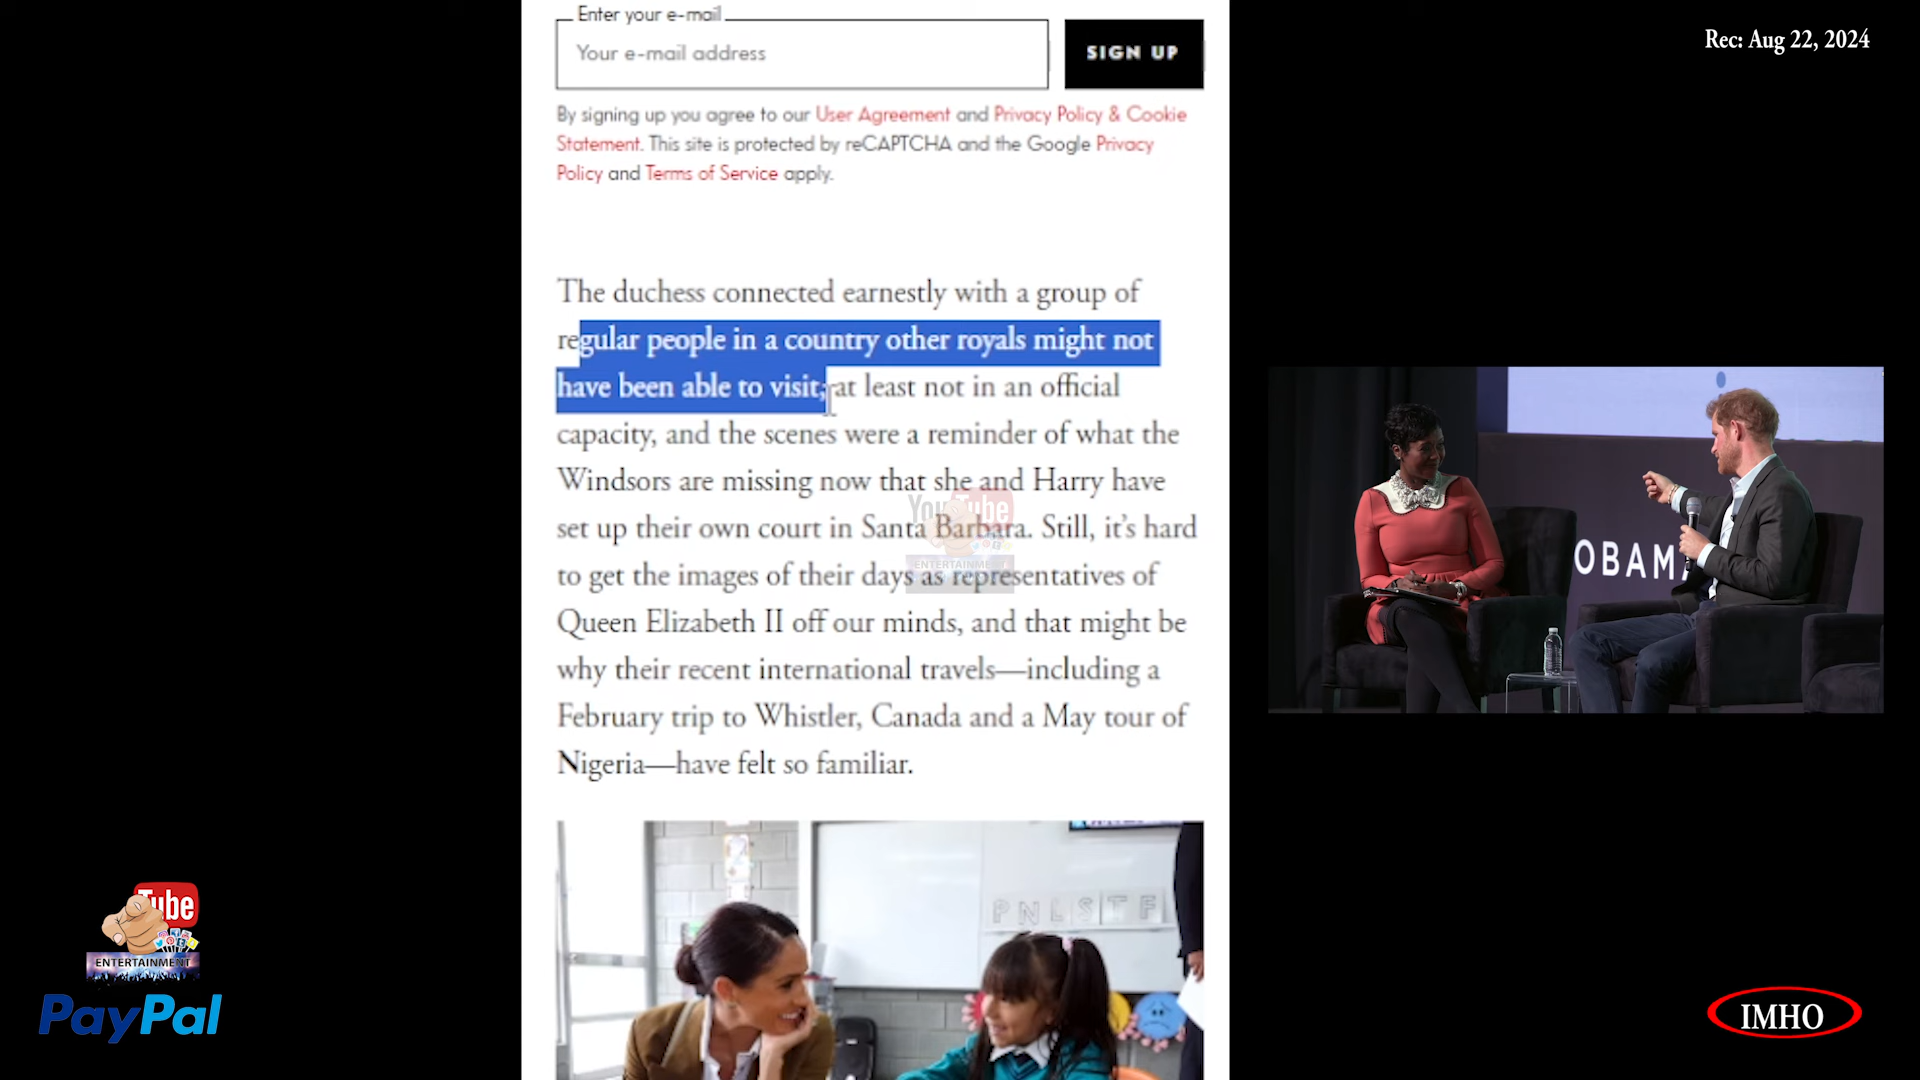 Enter your e-mail
Your e-mail address
SIGN UP
By signing up you agree to our User Agreement and Privacy Policy & Cookie
Statement. This site is protected by reCAPTCHA and the Google Privacy
Policy and Terms of Service apply.
The duchess connected earnestly with a group of
regular people in a country other royals might not
have been able to visit, at least not in an official
capacity, and the scenes were a reminder of what the
Windsors are missing now that she and Harry have
set up their own court in Santa Barbara. Still, it's hard
to get the images of their days as representatives of
Queen Elizabeth II off our minds, and that might be
why their recent international travels—including a
February trip to Whistler, Canada and a May tour of
Nigeria—have felt so familiar.
P N L S T F
Rec: Aug 22, 2024
OBAMA
YouTube
ENTERTAINMENT
Tube
ENTERTAINMENT
PayPal
IMHO